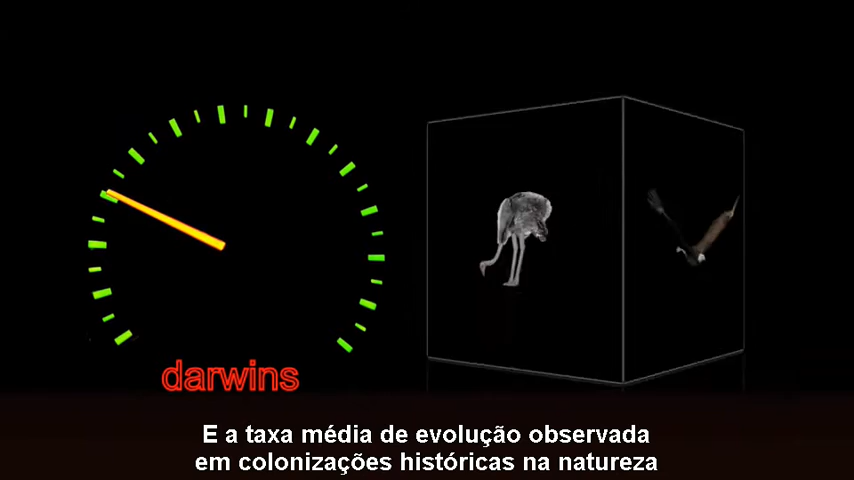 darwins
E a taxa média de evolução observada
em colonizações históricas na natureza